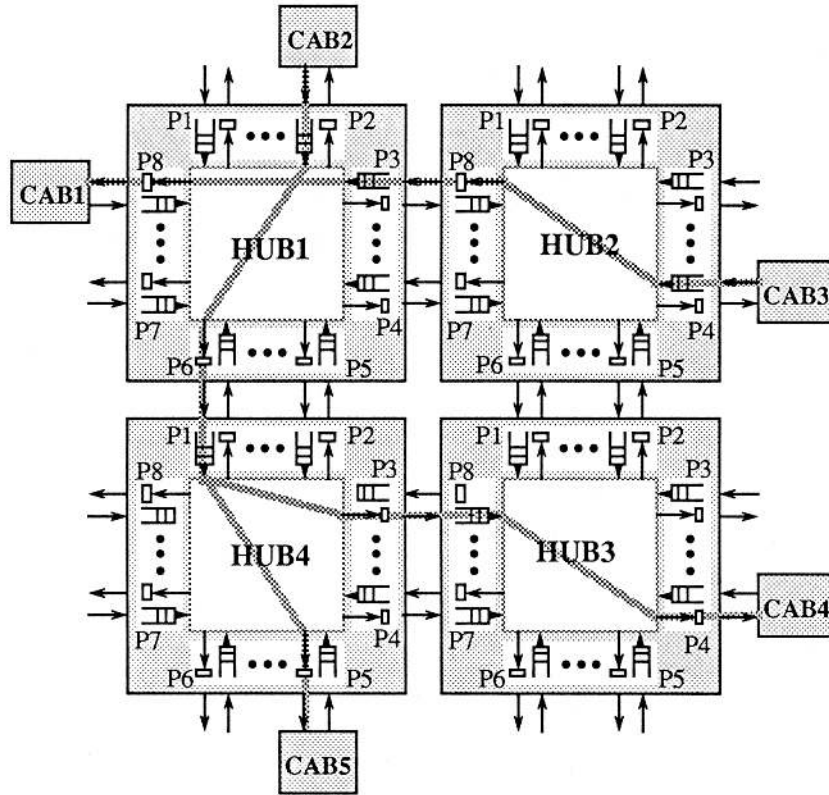 CAB2
P1 P2 P1 P2
P8 P3 P8 P3
CAB1
HUB1 HUB2
CAB3
P7 P4 P7 P4
P6 P5 P6 P5
P1 P2 P1 P2
P8 P3 P8 P3
HUB4 HUB3
CAB4
P7 P4 P7 P4
P6 P5 P6 P5
CAB5